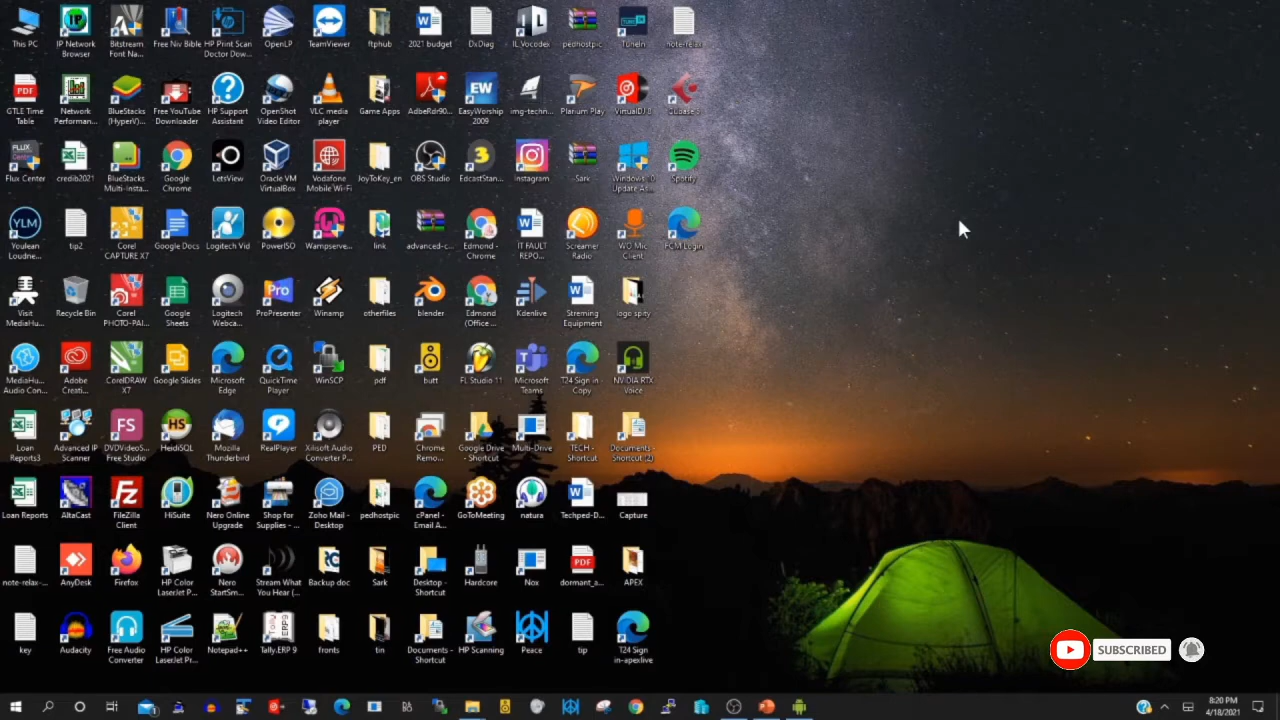 This PC
IP Network Browser
Bitstream Font Na...
Free Niv Bible
HP Print Scan Doctor Dow...
OpenLP
TeamViewer
ftphub
2021 budget
DxDiag
IL Vocodex
pedhostpic
TuneIn
note-relax
GTLE Time Table
Network Performan...
BlueStacks (HyperV)...
Free YouTube Downloader
HP Support Assistant
OpenShot Video Editor
VLC media player
Game Apps
AdbeRdr90...
EasyWorship 2009
img-techn...
Planum Play
VirtualDJ 8
Cubase 5
Flux Center
credib2021
BlueStacks Multi-Insta...
Google Chrome
LetsView
Oracle VM VirtualBox
Vodafone Mobile Wi-Fi
JoyToKey_en
OBS Studio
EdcastStan...
Instagram
Sark
Windows 10 Update As...
Spotify
Youlean Loudne...
tip2
Corel CAPTURE X7
Google Docs
Logitech Vid
PowerISO
Wampserve...
link
advanced-c...
Edmond - Chrome
IT FAULT REPO...
Screamer Radio
WO Mic Client
FCM Login
Visit MediaHu...
Recycle Bin
Corel PHOTO-PAI...
Google Sheets
Logitech Webca...
ProPresenter
Winamp
otherfiles
blender
Edmond (Office ...
Kdenlive
Streming Equipment
logo spity
MediaHu... Audio Con...
Adobe Creati...
CorelDRAW X7
Google Slides
Microsoft Edge
QuickTime Player
WinSCP
pdf
butt
FL Studio 11
Microsoft Teams
T24 Sign in - Copy
NVIDIA RTX Voice
Loan Reports3
Advanced IP Scanner
DVDVideoS... Free Studio
HeidiSQL
Mozilla Thunderbird
RealPlayer
Xilisoft Audio Converter P...
PED
Chrome Remo...
Google Drive - Shortcut
Multi-Drive
TECH - Shortcut
Documents - Shortcut (2)
Loan Reports
AltaCast
FileZilla Client
HiSuite
Nero Online Upgrade
Shop for Supplies - ...
Zoho Mail - Desktop
pedhostpic
cPanel - Email A...
GoToMeeting
natura
Techped-D...
Capture
note-relax-...
AnyDesk
Firefox
HP Color LaserJet P...
Nero StartSm...
Stream What You Hear (...
Backup doc
Sark
Desktop - Shortcut
Hardcore
Nox
dormant_a...
APEX
key
Audacity
Free Audio Converter
HP Color LaserJet Pr...
Notepad++
Tally.ERP 9
fronts
tin
Documents - Shortcut
HP Scanning
Peace
tip
T24 Sign in-apexlive
SUBSCRIBED
8:20 PM
4/18/2021